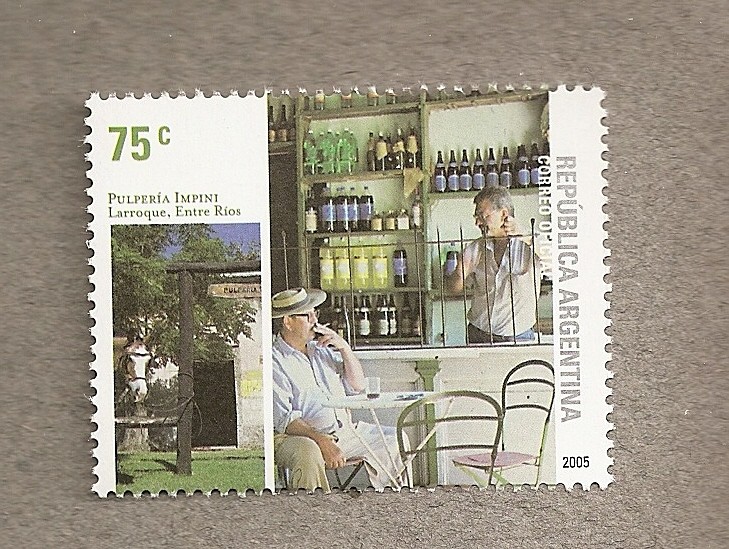 75 c
PULPERÍA IMPINI
Larroque, Entre Ríos
PULPERIA
CORREO OFICIAL
REPÚBLICA ARGENTINA
2005